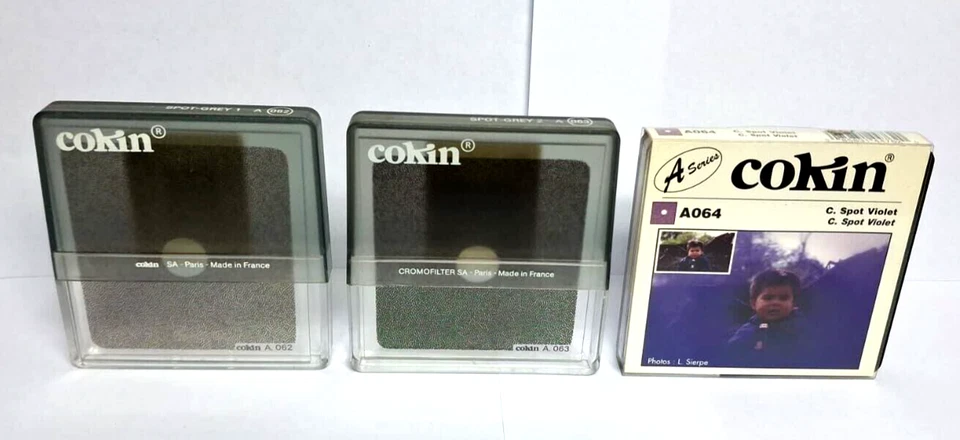 SPOT-GREY 1 A 062
cokin®
cokin SA - Paris - Made in France
cokin A. 062
SPOT-GREY 2 A 063
cokin®
CROMOFILTER SA - Paris - Made in France
cokin A. 063
A064 C. Spot Violet
C. Spot Violet
A Series
cokin®
A064
C. Spot Violet
C. Spot Violet
Photos : L. Sierpe